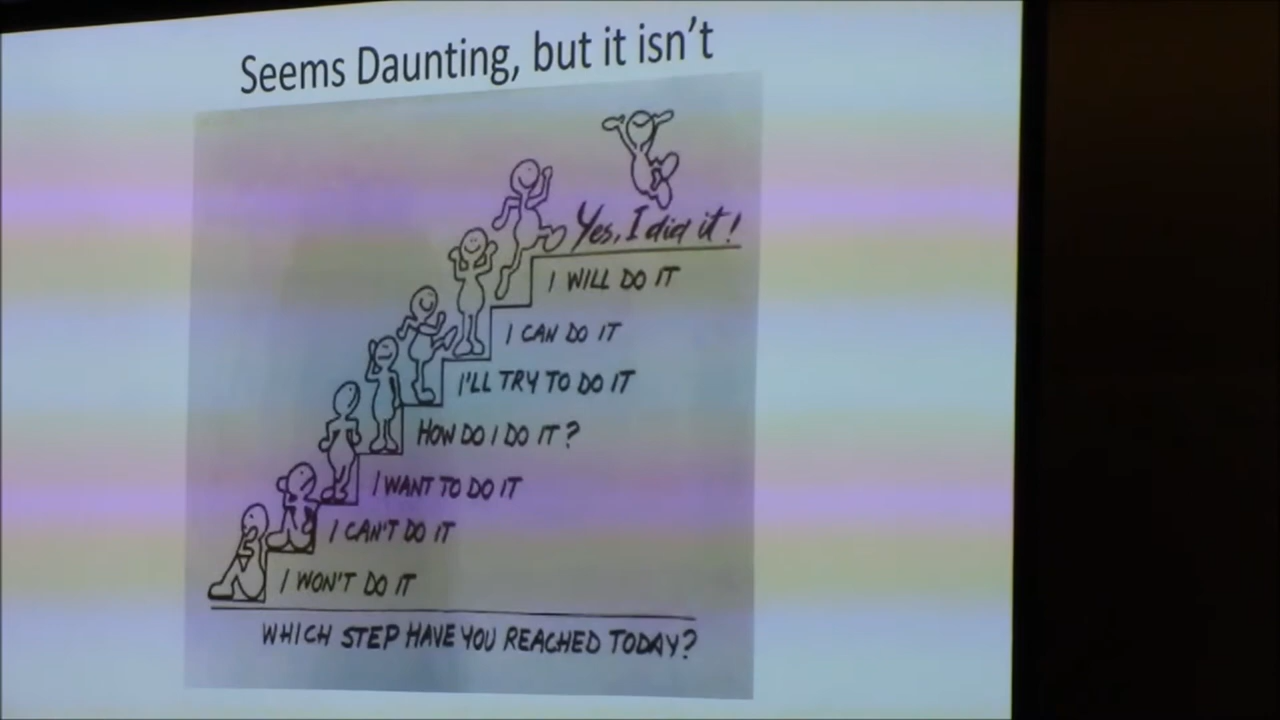 Seems Daunting, but it isn't
Yes, I did it!
I WILL DO IT
I CAN DO IT
I'LL TRY TO DO IT
HOW DO I DO IT?
I WANT TO DO IT
I CAN'T DO IT
I WON'T DO IT
WHICH STEP HAVE YOU REACHED TODAY?